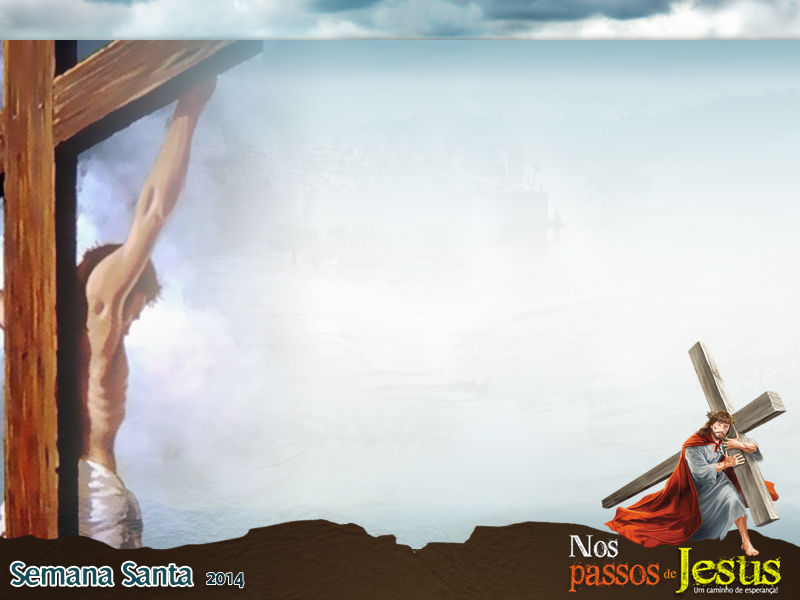 Semana Santa 2014
Nos
passos de Jesus
Um caminho de esperança!